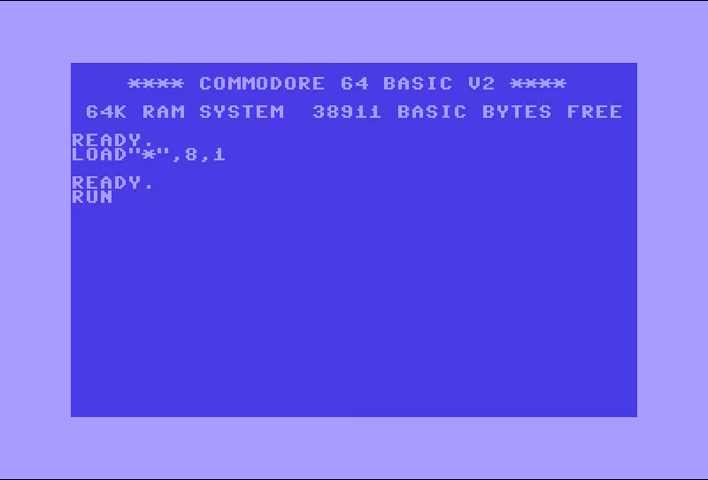 **** COMMODORE 64 BASIC V2 ****
64K RAM SYSTEM  38911 BASIC BYTES FREE
READY.
LOAD"*",8,1
READY.
RUN